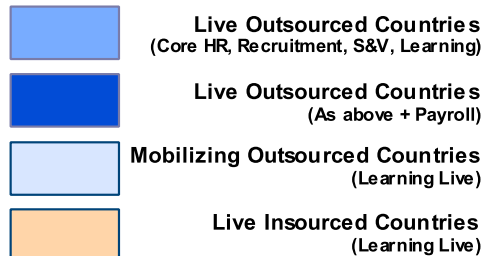 Live Outsourced Countries
(Core HR, Recruitment, S&V, Learning)
Live Outsourced Countries
(As above + Payroll)
Mobilizing Outsourced Countries
(Learning Live)
Live Insourced Countries
(Learning Live)